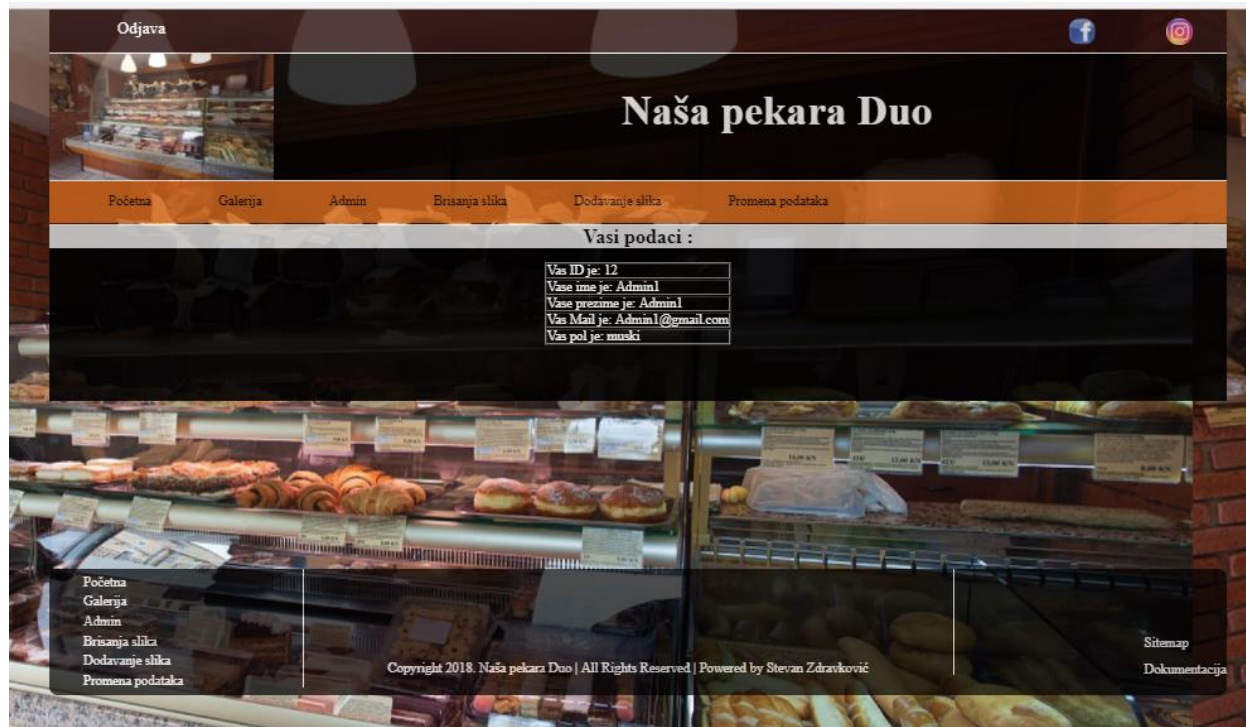 Odjava
Naša pekara Duo
Početna Galerija Admin Brisanja slika Dodavanje slika Promena podataka
Vasi podaci :
Vas ID je: 12
Vase ime je: Admin1
Vase prezime je: Admin1
Vas Mail je: Admin1@gmail.com
Vas pol je: muski
Početna
Galerija
Admin
Brisanja slika
Dodavanje slika
Promena podataka
Copyright 2018. Naša pekara Duo | All Rights Reserved | Powered by Stevan Zdravković
Sitemap
Dokumentacija